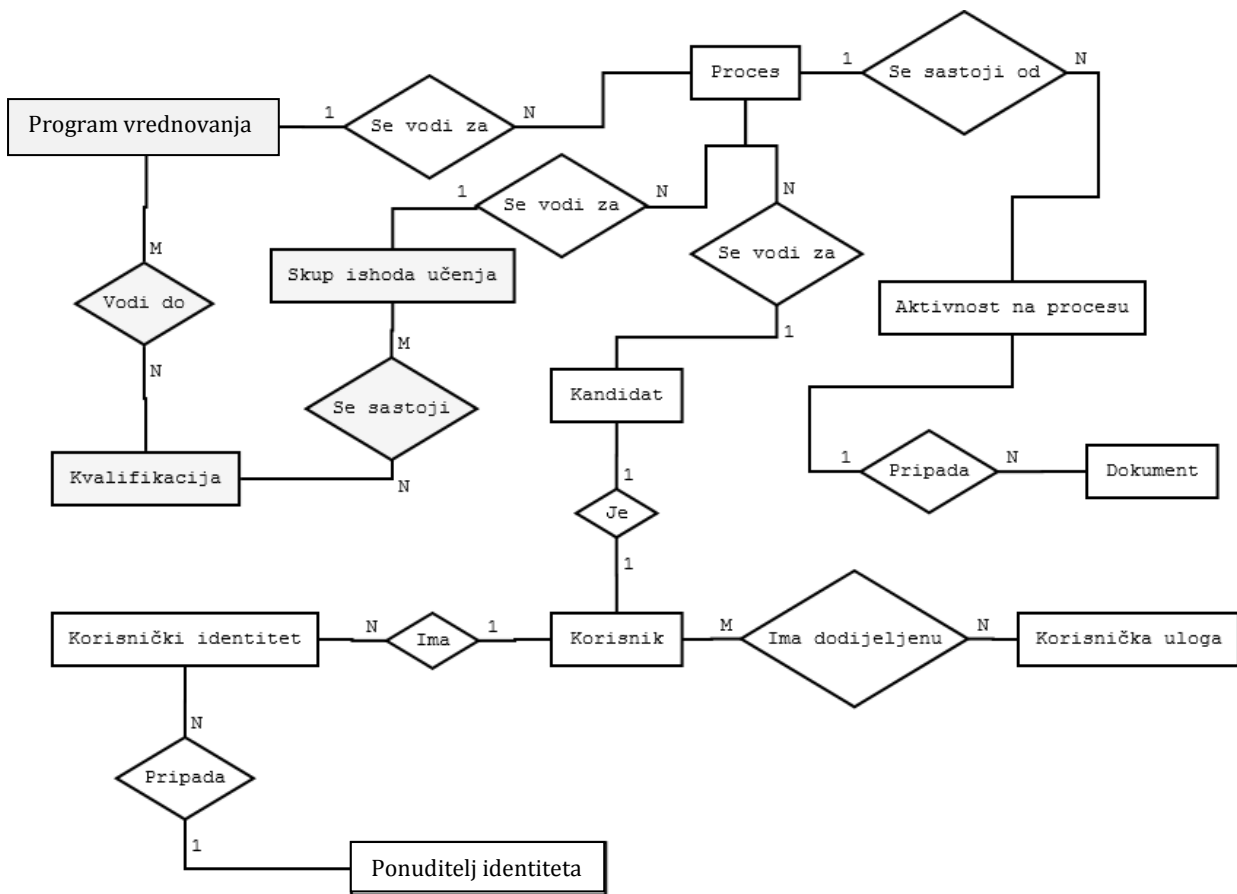 Proces
1
Se sastoji od
N
Program vrednovanja
1
Se vodi za
N
1
Se vodi za
N
N
Se vodi za
1
M
Vodi do
N
Skup ishoda učenja
M
Se sastoji
N
Aktivnost na procesu
Kandidat
Kvalifikacija
1
Pripada
N
Dokument
1
Je
1
Korisnički identitet
N
Ima
1
Korisnik
M
Ima dodijeljenu
N
Korisnička uloga
N
Pripada
1
Ponuditelj identiteta